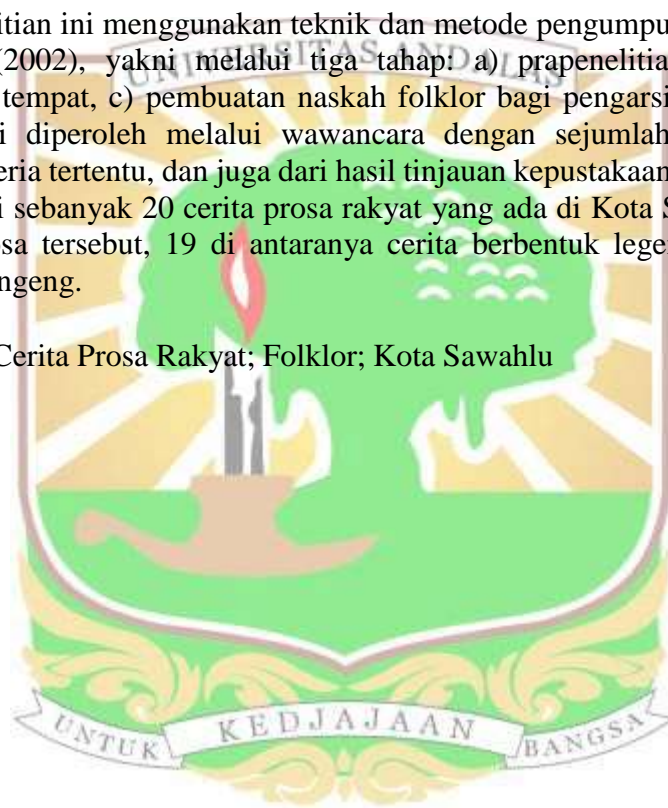 itian ini menggunakan teknik dan metode pengumpu
(2002), yakni melalui tiga tahap: a) prapenelitia
tempat, c) pembuatan naskah folklor bagi pengarsi
i diperoleh melalui wawancara dengan sejumlah
eria tertentu, dan juga dari hasil tinjauan kepustakaan
i sebanyak 20 cerita prosa rakyat yang ada di Kota S
sa tersebut, 19 di antaranya cerita berbentuk lege
ngeng.
Cerita Prosa Rakyat; Folklor; Kota Sawahlu
UNIVERSITAS ANDALAS
UNTUK KEDJAJAAN BANGSA